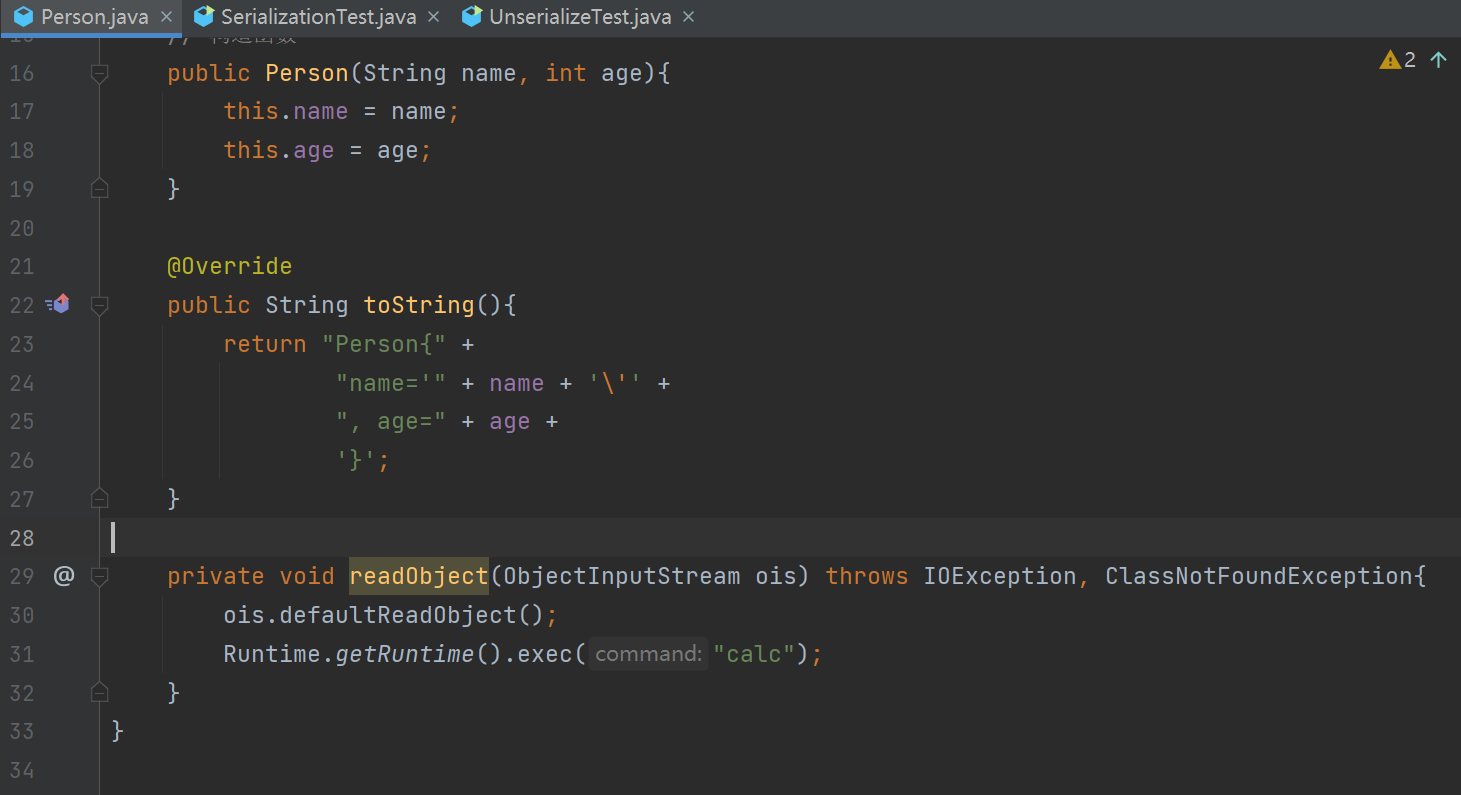 Person.java × SerializationTest.java × UnserializeTest.java ×
2
16 public Person(String name, int age){
17 this.name = name;
18 this.age = age;
19 }
20
21 @Override
22 public String toString(){
23 return "Person{" +
24 "name='" + name + '\'' +
25 ", age=" + age +
26 '}';
27 }
28
29 @ private void readObject(ObjectInputStream ois) throws IOException, ClassNotFoundException{
30 ois.defaultReadObject();
31 Runtime.getRuntime().exec( command: "calc");
32 }
33 }
34